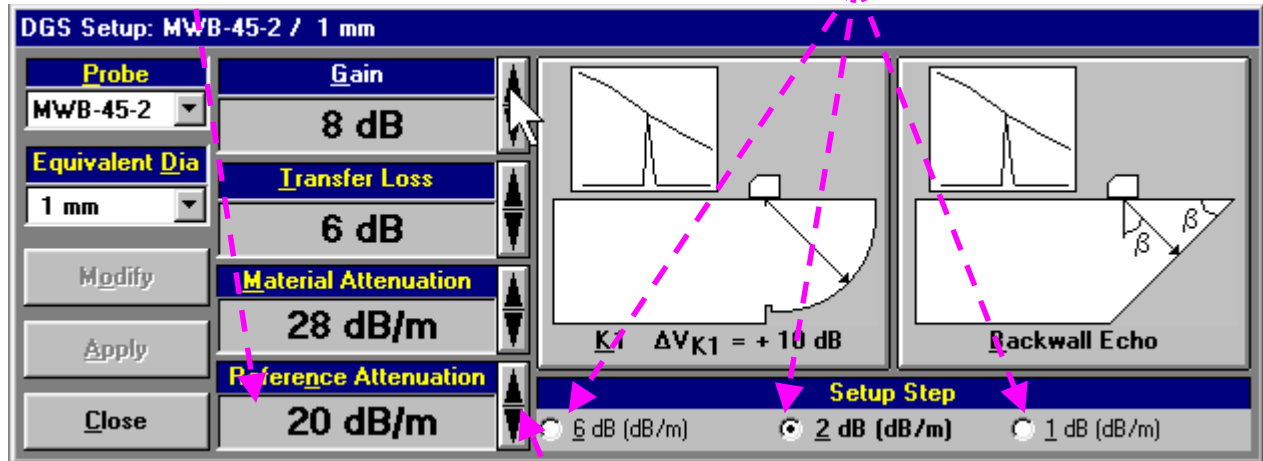 DGS Setup: MWB-45-2 / 1 mm
Probe
MWB-45-2
Equivalent Dia
1 mm
Modify
Apply
Close
Gain
8 dB
Transfer Loss
6 dB
Material Attenuation
28 dB/m
Reference Attenuation
20 dB/m
K1 ΔVK1 = + 10 dB
β
β
Backwall Echo
Setup Step
6 dB (dB/m)
2 dB (dB/m)
1 dB (dB/m)